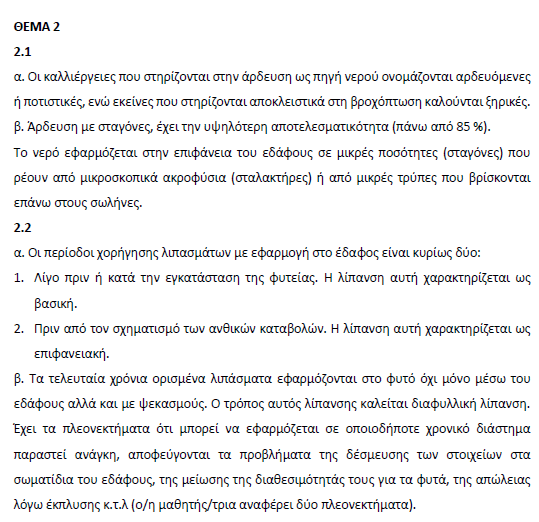 ΘΕΜΑ 2
2.1
α. Οι καλλιέργειες που στηρίζονται στην άρδευση ως πηγή νερού ονομάζονται αρδευόμενες
ή ποτιστικές, ενώ εκείνες που στηρίζονται αποκλειστικά στη βροχόπτωση καλούνται ξηρικές.
β. Άρδευση με σταγόνες, έχει την υψηλότερη αποτελεσματικότητα (πάνω από 85 %).
Το νερό εφαρμόζεται στην επιφάνεια του εδάφους σε μικρές ποσότητες (σταγόνες) που
ρέουν από μικροσκοπικά ακροφύσια (σταλακτήρες) ή από μικρές τρύπες που βρίσκονται
επάνω στους σωλήνες.
2.2
α. Οι περίοδοι χορήγησης λιπασμάτων με εφαρμογή στο έδαφος είναι κυρίως δύο:
1. Λίγο πριν ή κατά την εγκατάσταση της φυτείας. Η λίπανση αυτή χαρακτηρίζεται ως
βασική.
2. Πριν από τον σχηματισμό των ανθικών καταβολών. Η λίπανση αυτή χαρακτηρίζεται ως
επιφανειακή.
β. Τα τελευταία χρόνια ορισμένα λιπάσματα εφαρμόζονται στο φυτό όχι μόνο μέσω του
εδάφους αλλά και με ψεκασμούς. Ο τρόπος αυτός λίπανσης καλείται διαφυλλική λίπανση.
Έχει τα πλεονεκτήματα ότι μπορεί να εφαρμόζεται σε οποιοδήποτε χρονικό διάστημα
παραστεί ανάγκη, αποφεύγονται τα προβλήματα της δέσμευσης των στοιχείων στα
σωματίδια του εδάφους, της μείωσης της διαθεσιμότητάς τους για τα φυτά, της απώλειας
λόγω έκπλυσης κ.τ.λ (ο/η μαθητής/τρια αναφέρει δύο πλεονεκτήματα).